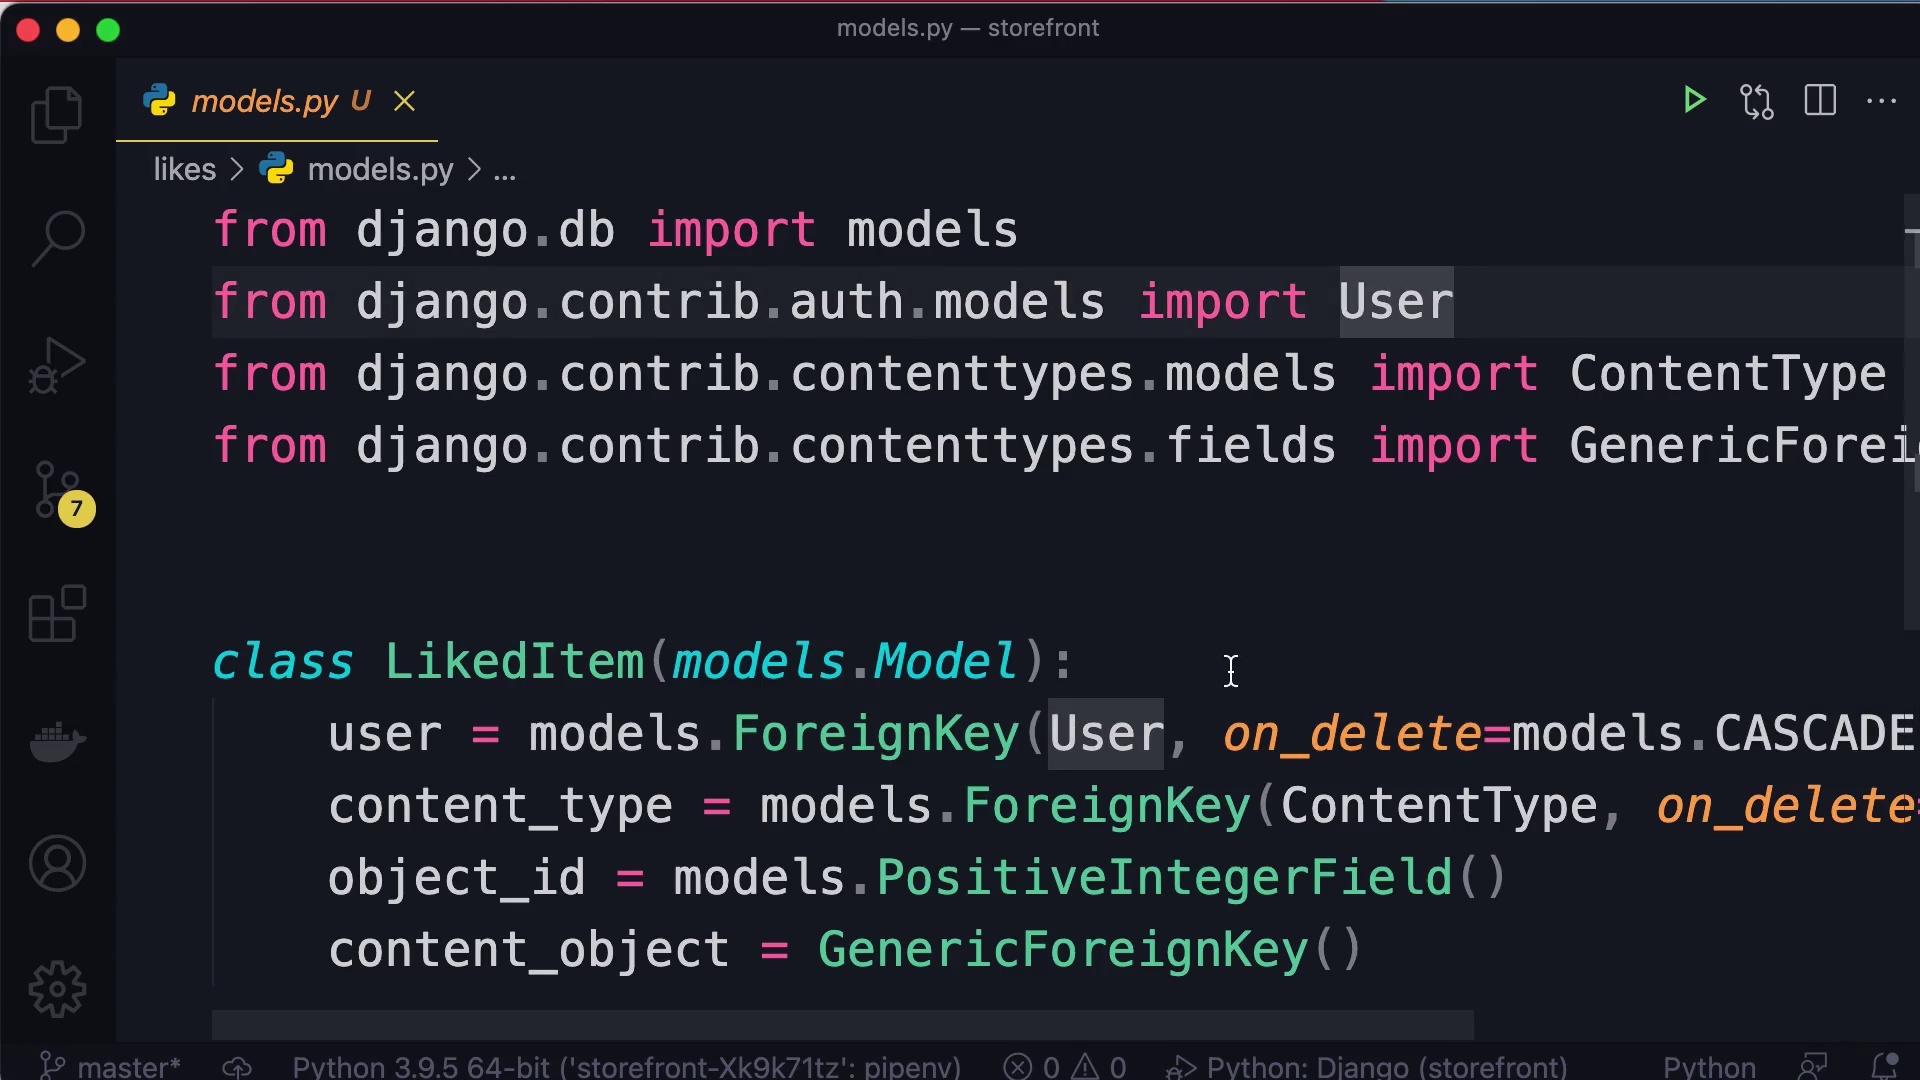 models.py — storefront
models.py U
likes > models.py > ...
from django.db import models
from django.contrib.auth.models import User
from django.contrib.contenttypes.models import ContentType
from django.contrib.contenttypes.fields import GenericForei
class LikedItem(models.Model):
    user = models.ForeignKey(User, on_delete=models.CASCADE
    content_type = models.ForeignKey(ContentType, on_delete=
    object_id = models.PositiveIntegerField()
    content_object = GenericForeignKey()
7
master* Python 3.9.5 64-bit ('storefront-Xk9k71tz': pipenv) 0 0 Python: Django (storefront) Python